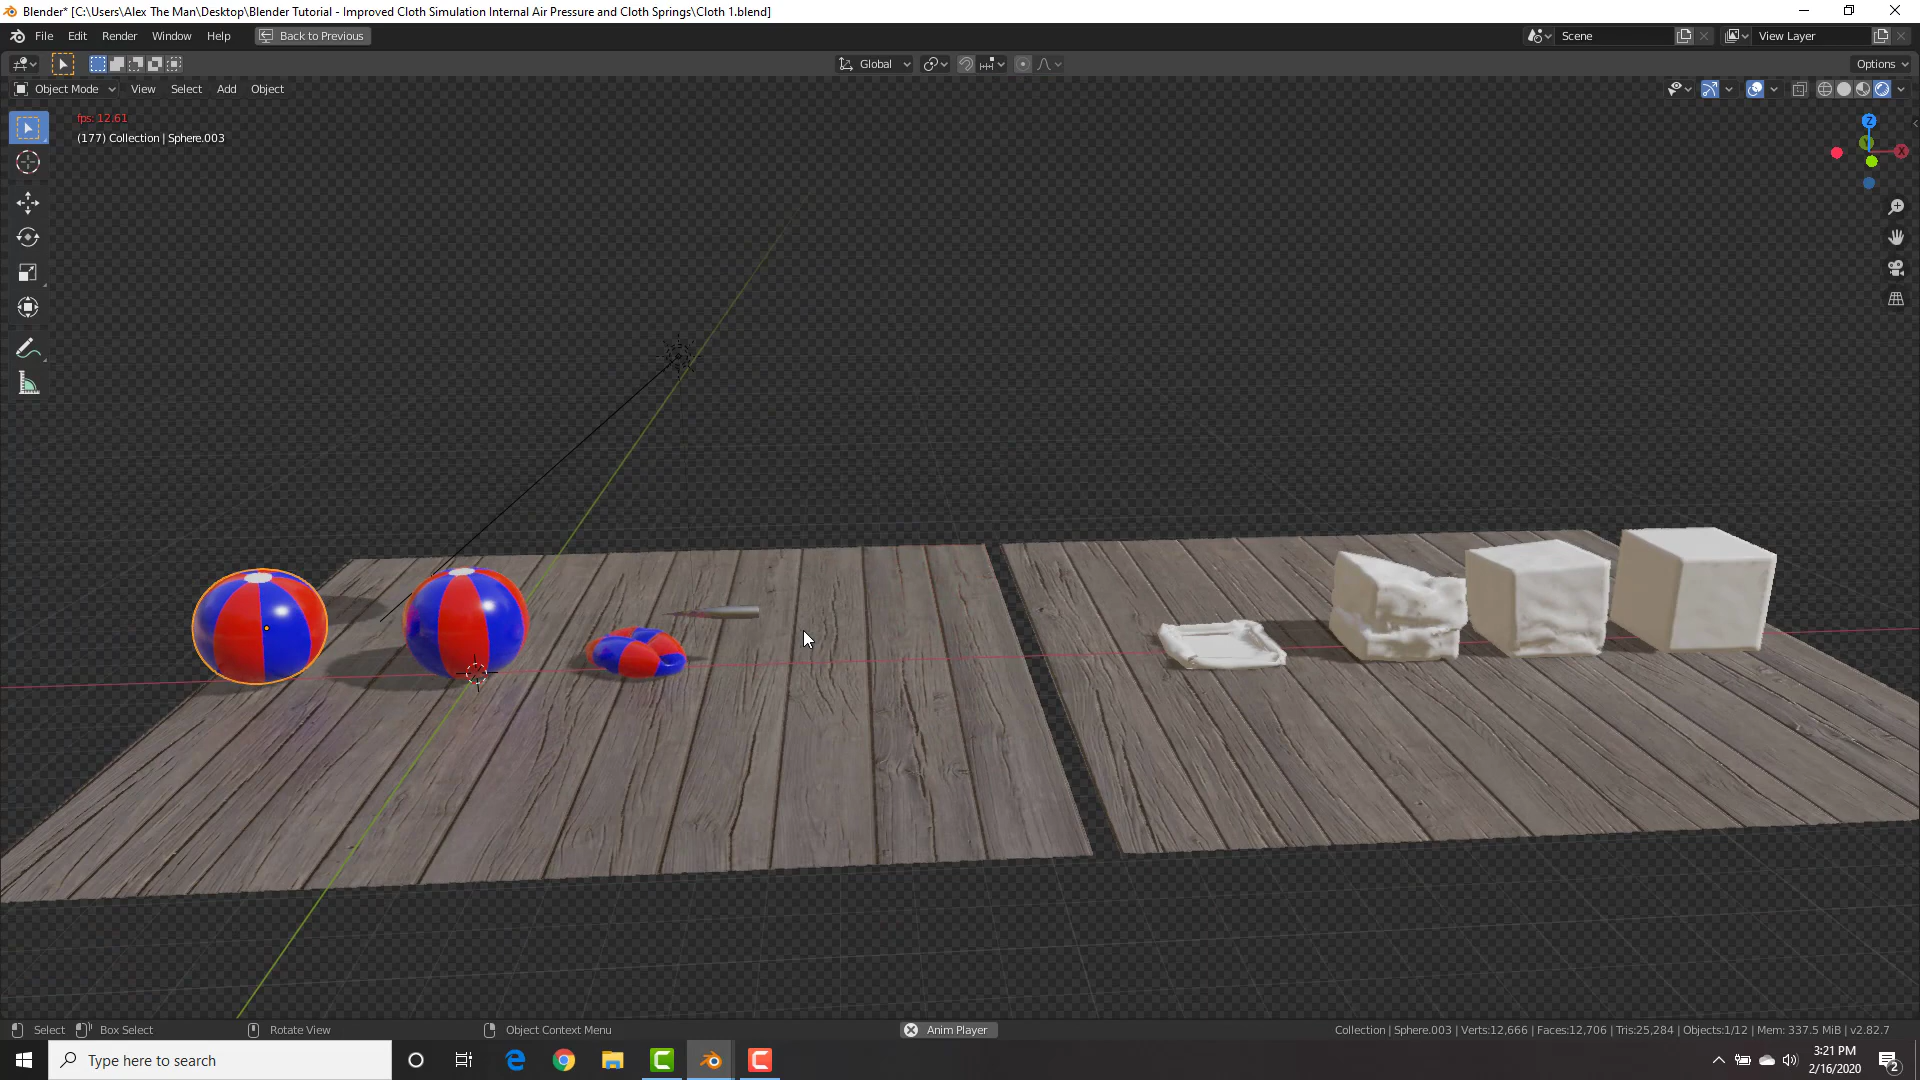 Blender* [C:\Users\Alex The Man\Desktop\Blender Tutorial - Improved Cloth Simulation Internal Air Pressure and Cloth Springs\Cloth 1.blend]
File Edit Render Window Help Back to Previous Scene View Layer
Global Options
Object Mode View Select Add Object
fps: 12.61
(177) Collection | Sphere.003
Z
Y
X
Select Box Select Rotate View Object Context Menu Anim Player Collection | Sphere.003 | Verts:12,666 | Faces:12,706 | Tris:25,284 | Objects:1/12 | Mem: 337.5 MiB | v2.82.7
Type here to search
3:21 PM
2/16/2020
2